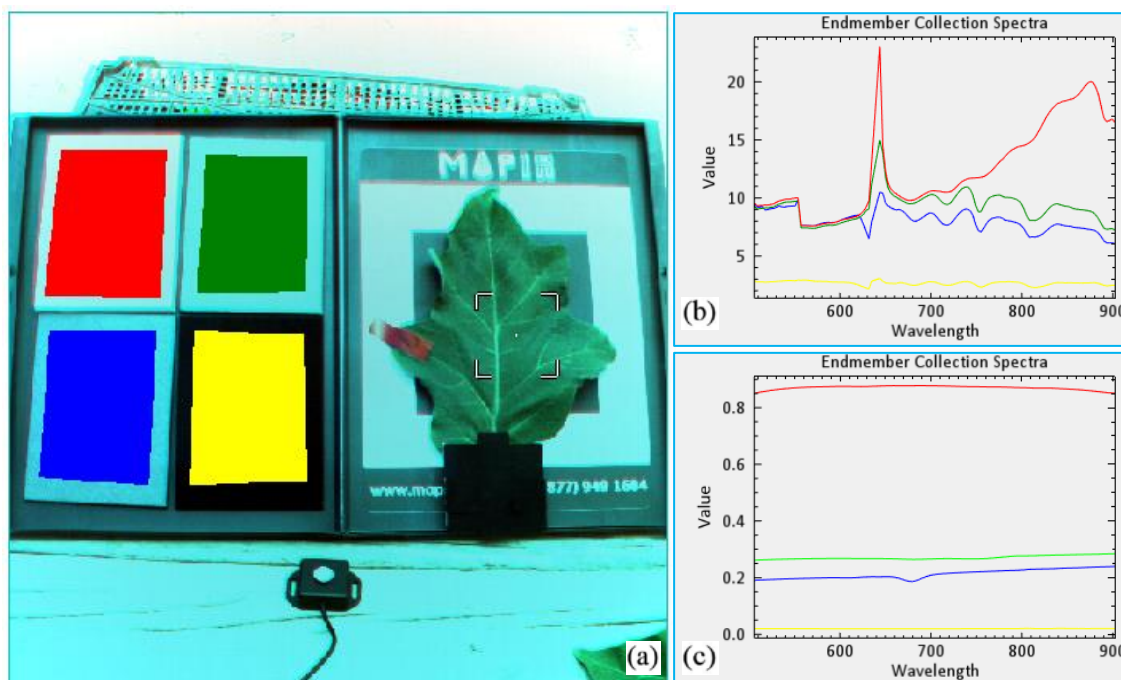 MAPIR
www.map 877) 949 1684
(a)
Endmember Collection Spectra
Value
20
15
10
5
600 700 800 900
Wavelength
(b)
Endmember Collection Spectra
Value
0.8
0.6
0.4
0.2
0.0
600 700 800 900
Wavelength
(c)